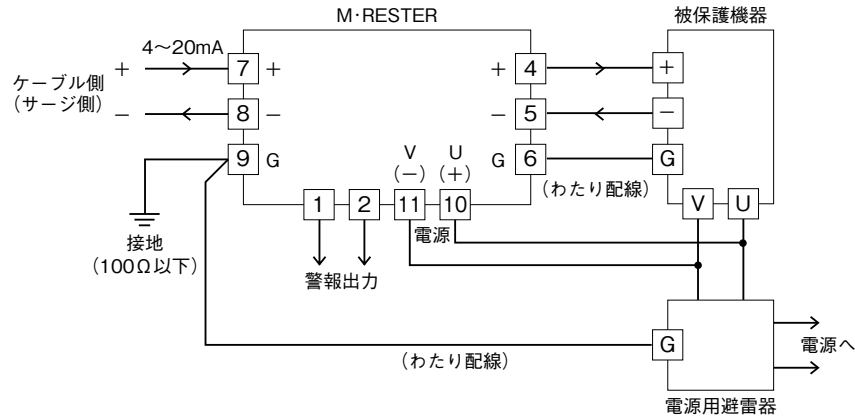 M·RESTER
被保護機器
4～20mA
ケーブル側
（サージ側）
+
7
+
+
4
+
−
8
−
−
5
−
9
G
G
6
G
V
(−)
U
(+)
（わたり配線）
1
2
11
10
V
U
電源
接地
（100Ω以下）
警報出力
G
電源へ
（わたり配線）
電源用避雷器